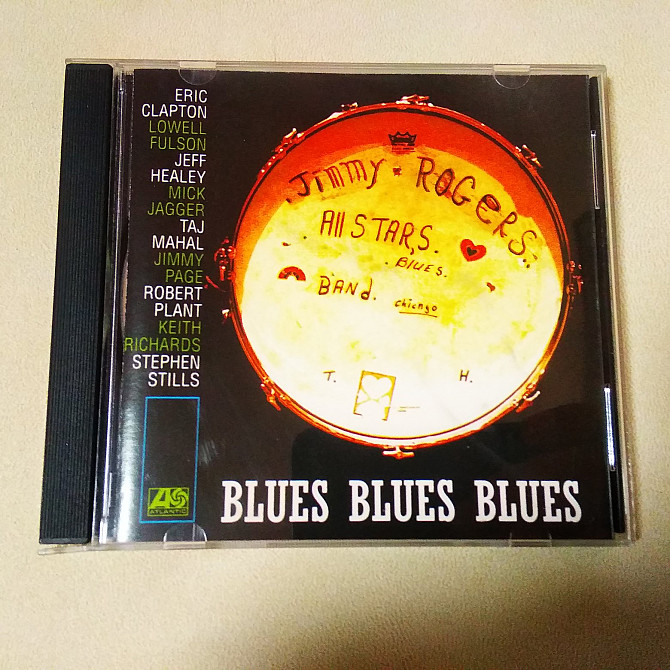 ERIC
CLAPTON
LOWELL
FULSON
JEFF
HEALEY
MICK
JAGGER
TAJ
MAHAL
JIMMY
PAGE
ROBERT
PLANT
KEITH
RICHARDS
STEPHEN
STILLS
Jimmy ROGERS
All STARS.
BLUES.
BANd.
chicago
T. H.
ATLANTIC
BLUES BLUES BLUES